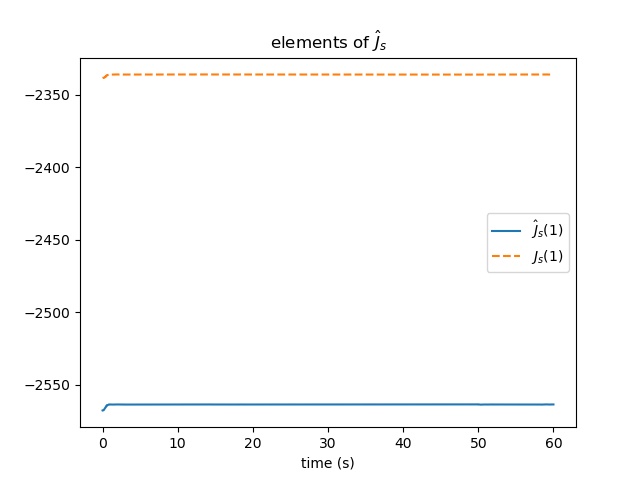 elements of $\hat{J}_s$
−2350
−2400
−2450
−2500
−2550
$\hat{J}_s(1)$
$J_s(1)$
0 10 20 30 40 50 60
time (s)